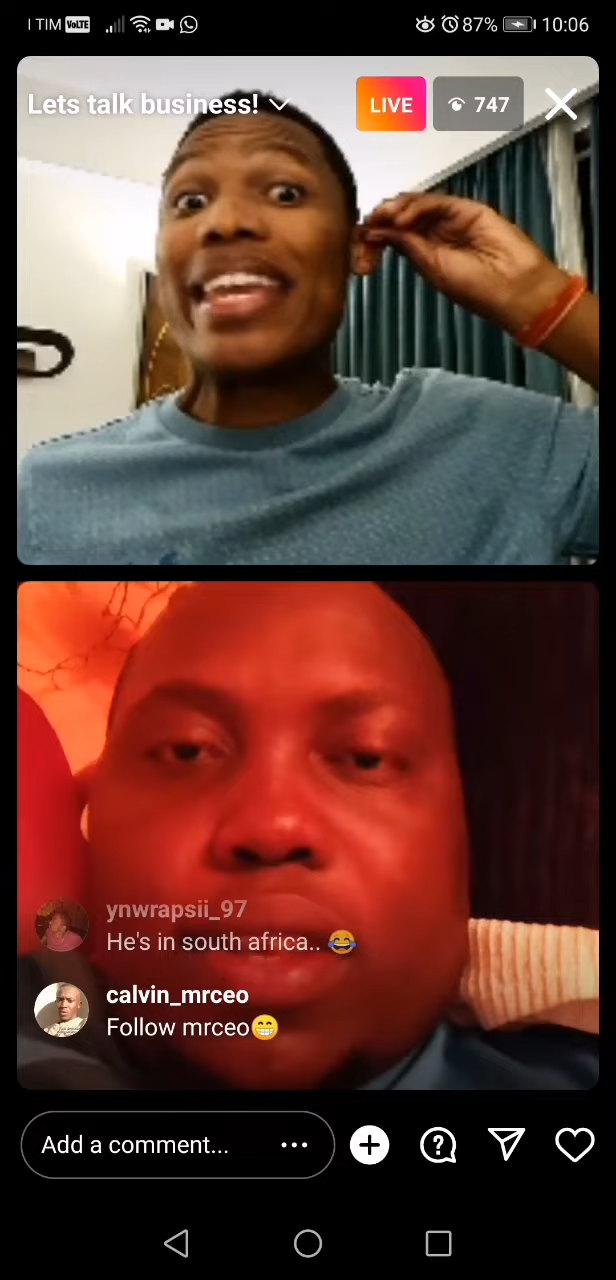 I TIM VoLTE 87% 10:06
Lets talk business! LIVE 747
ynwrapsii_97
He's in south africa.. 😂
calvin_mrceo
Follow mrceo😁
Add a comment...